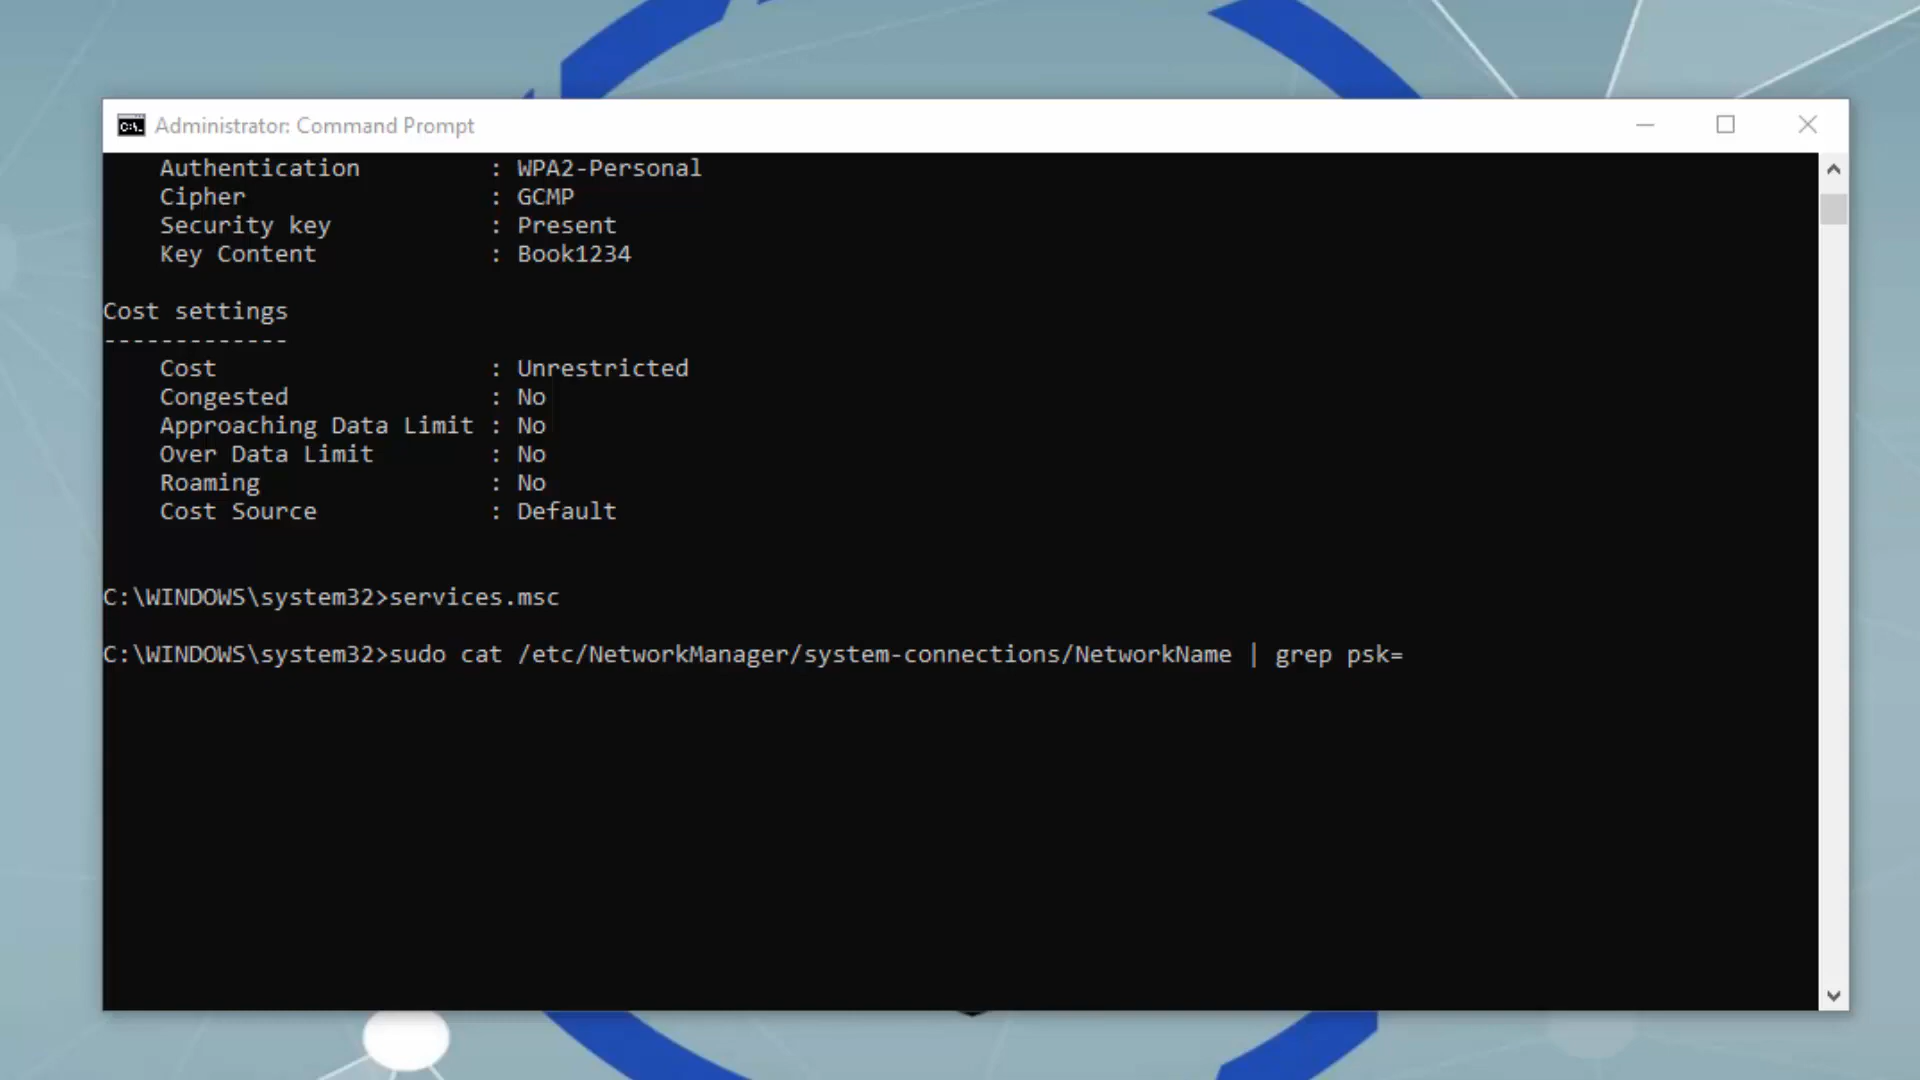 Administrator: Command Prompt
Authentication : WPA2-Personal
Cipher : GCMP
Security key : Present
Key Content : Book1234
Cost settings
-------------
Cost : Unrestricted
Congested : No
Approaching Data Limit : No
Over Data Limit : No
Roaming : No
Cost Source : Default
C:\WINDOWS\system32>services.msc
C:\WINDOWS\system32>sudo cat /etc/NetworkManager/system-connections/NetworkName | grep psk=